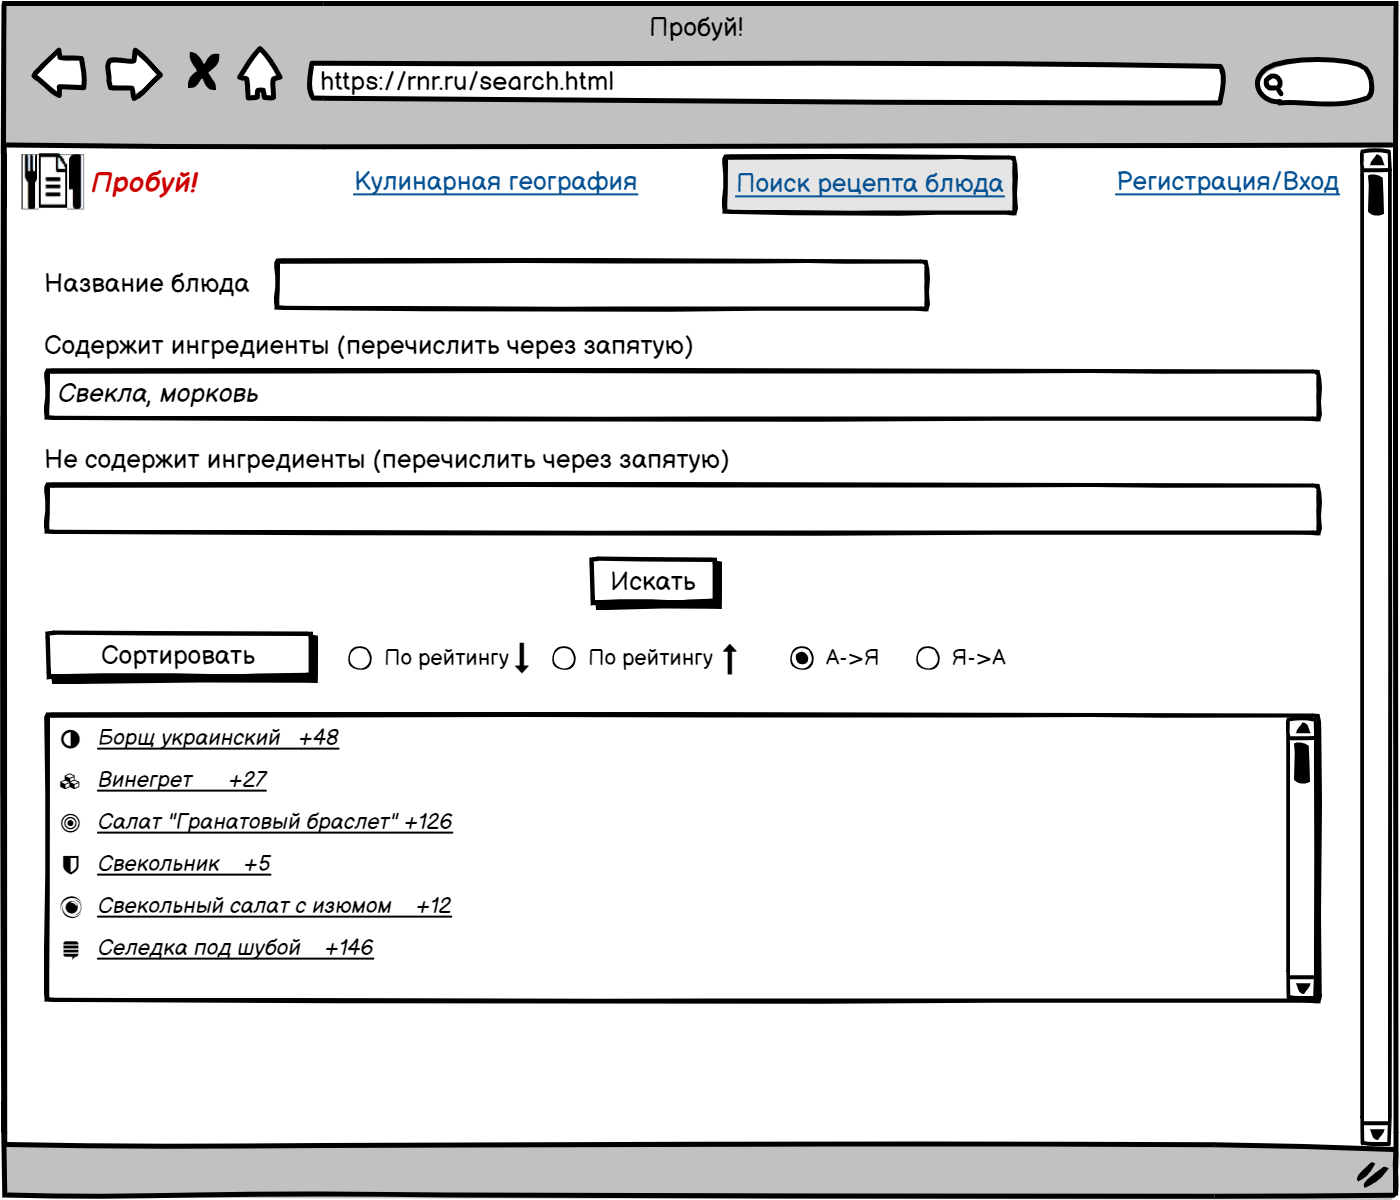 Пробуй!
https://rnr.ru/search.html
Пробуй! Кулинарная география Поиск рецепта блюда Регистрация/Вход
Название блюда
Содержит ингредиенты (перечислить через запятую)
Свекла, морковь
Не содержит ингредиенты (перечислить через запятую)
Искать
Сортировать По рейтингу По рейтингу А->Я Я->А
Борщ украинский +48
Винегрет +27
Салат "Гранатовый браслет" +126
Свекольник +5
Свекольный салат с изюмом +12
Селедка под шубой +146